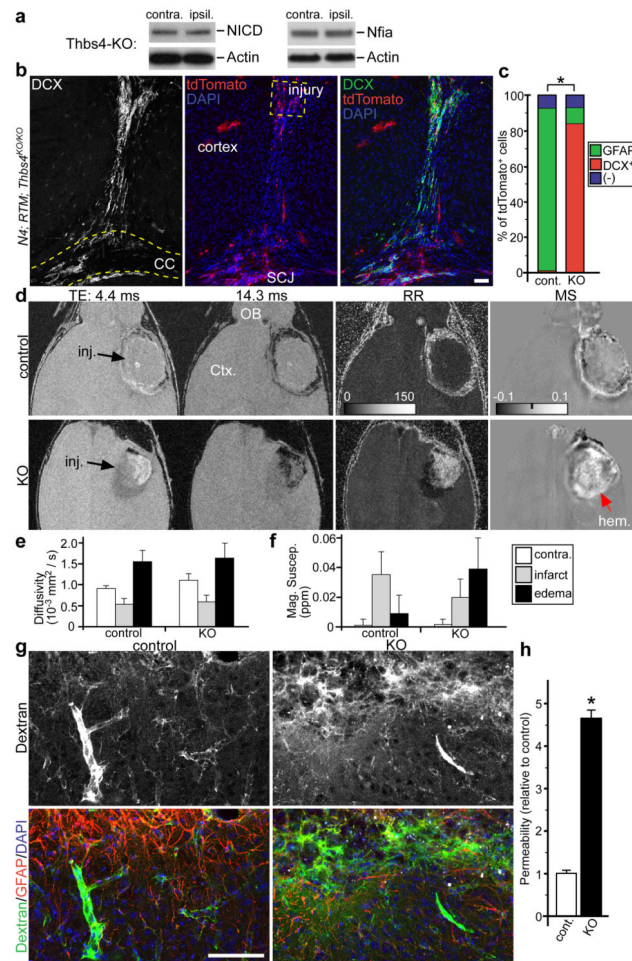 a
contra. ipsil.
contra. ipsil.
Thbs4-KO:
NICD
Nfia
Actin
Actin
b
DCX
tdTomato
DAPI
injury
DCX
tdTomato
DAPI
cortex
N4; RTM; Thbs4KO/KO
CC
SCJ
c
*
100
80
60
40
20
0
% of tdTomato+ cells
cont. KO
GFAP
DCX+
(-)
d
TE: 4.4 ms
14.3 ms
RR
MS
control
inj.
OB
Ctx.
0 150
-0.1 0.1
KO
inj.
hem.
e
2.0
1.5
1.0
0.5
0
Diffusivity
(10-3 mm2 / s)
control KO
f
0.06
0.04
0.02
0
Mag. Suscep.
(ppm)
control KO
contra.
infarct
edema
g
control
KO
Dextran
Dextran/GFAP/DAPI
h
*
5
4
3
2
1
0
Permeability (relative to control)
cont.
KO